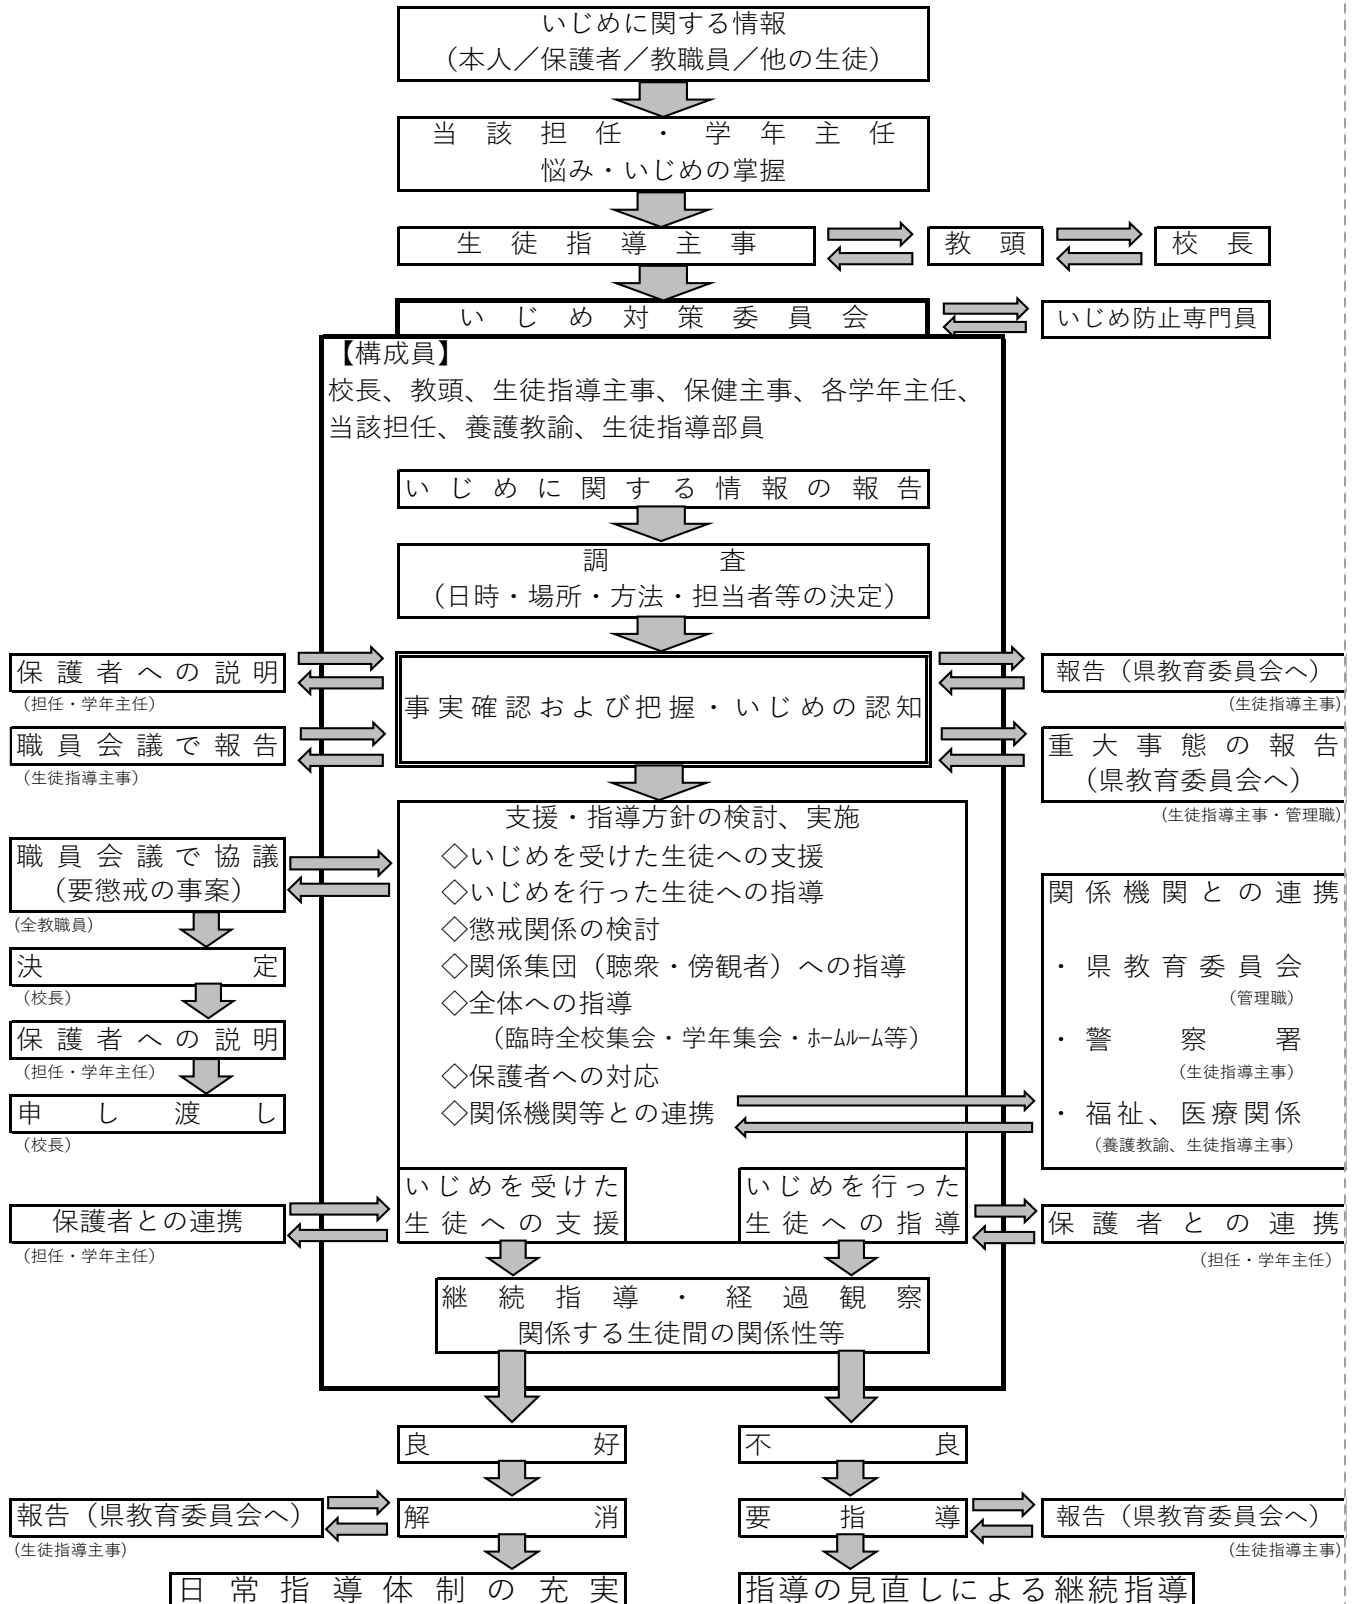 いじめに関する情報
（本人／保護者／教職員／他の生徒）
当該担任・学年主任
悩み・いじめの掌握
生徒指導主事
教頭
校長
いじめ対策委員会
いじめ防止専門員
【構成員】
校長、教頭、生徒指導主事、保健主事、各学年主任、
当該担任、養護教諭、生徒指導部員
いじめに関する情報の報告
調査
（日時・場所・方法・担当者等の決定）
保護者への説明
（担任・学年主任）
職員会議で報告
（生徒指導主事）
事実確認および把握・いじめの認知
報告（県教育委員会へ）
（生徒指導主事）
重大事態の報告
（県教育委員会へ）
（生徒指導主事・管理職）
支援・指導方針の検討、実施
◇いじめを受けた生徒への支援
◇いじめを行った生徒への指導
◇懲戒関係の検討
◇関係集団（聴衆・傍観者）への指導
◇全体への指導
（臨時全校集会・学年集会・ﾎｰﾑﾙｰﾑ等）
◇保護者への対応
◇関係機関等との連携
職員会議で協議
（要懲戒の事案）
（全教職員）
決定
（校長）
保護者への説明
（担任・学年主任）
申し渡し
（校長）
関係機関との連携
・県教育委員会
（管理職）
・警察署
（生徒指導主事）
・福祉、医療関係
（養護教諭、生徒指導主事）
いじめを受けた
生徒への支援
いじめを行った
生徒への指導
保護者との連携
（担任・学年主任）
保護者との連携
（担任・学年主任）
継続指導・経過観察
関係する生徒間の関係性等
良好
不良
報告（県教育委員会へ）
（生徒指導主事）
解消
要指導
報告（県教育委員会へ）
（生徒指導主事）
日常指導体制の充実
指導の見直しによる継続指導